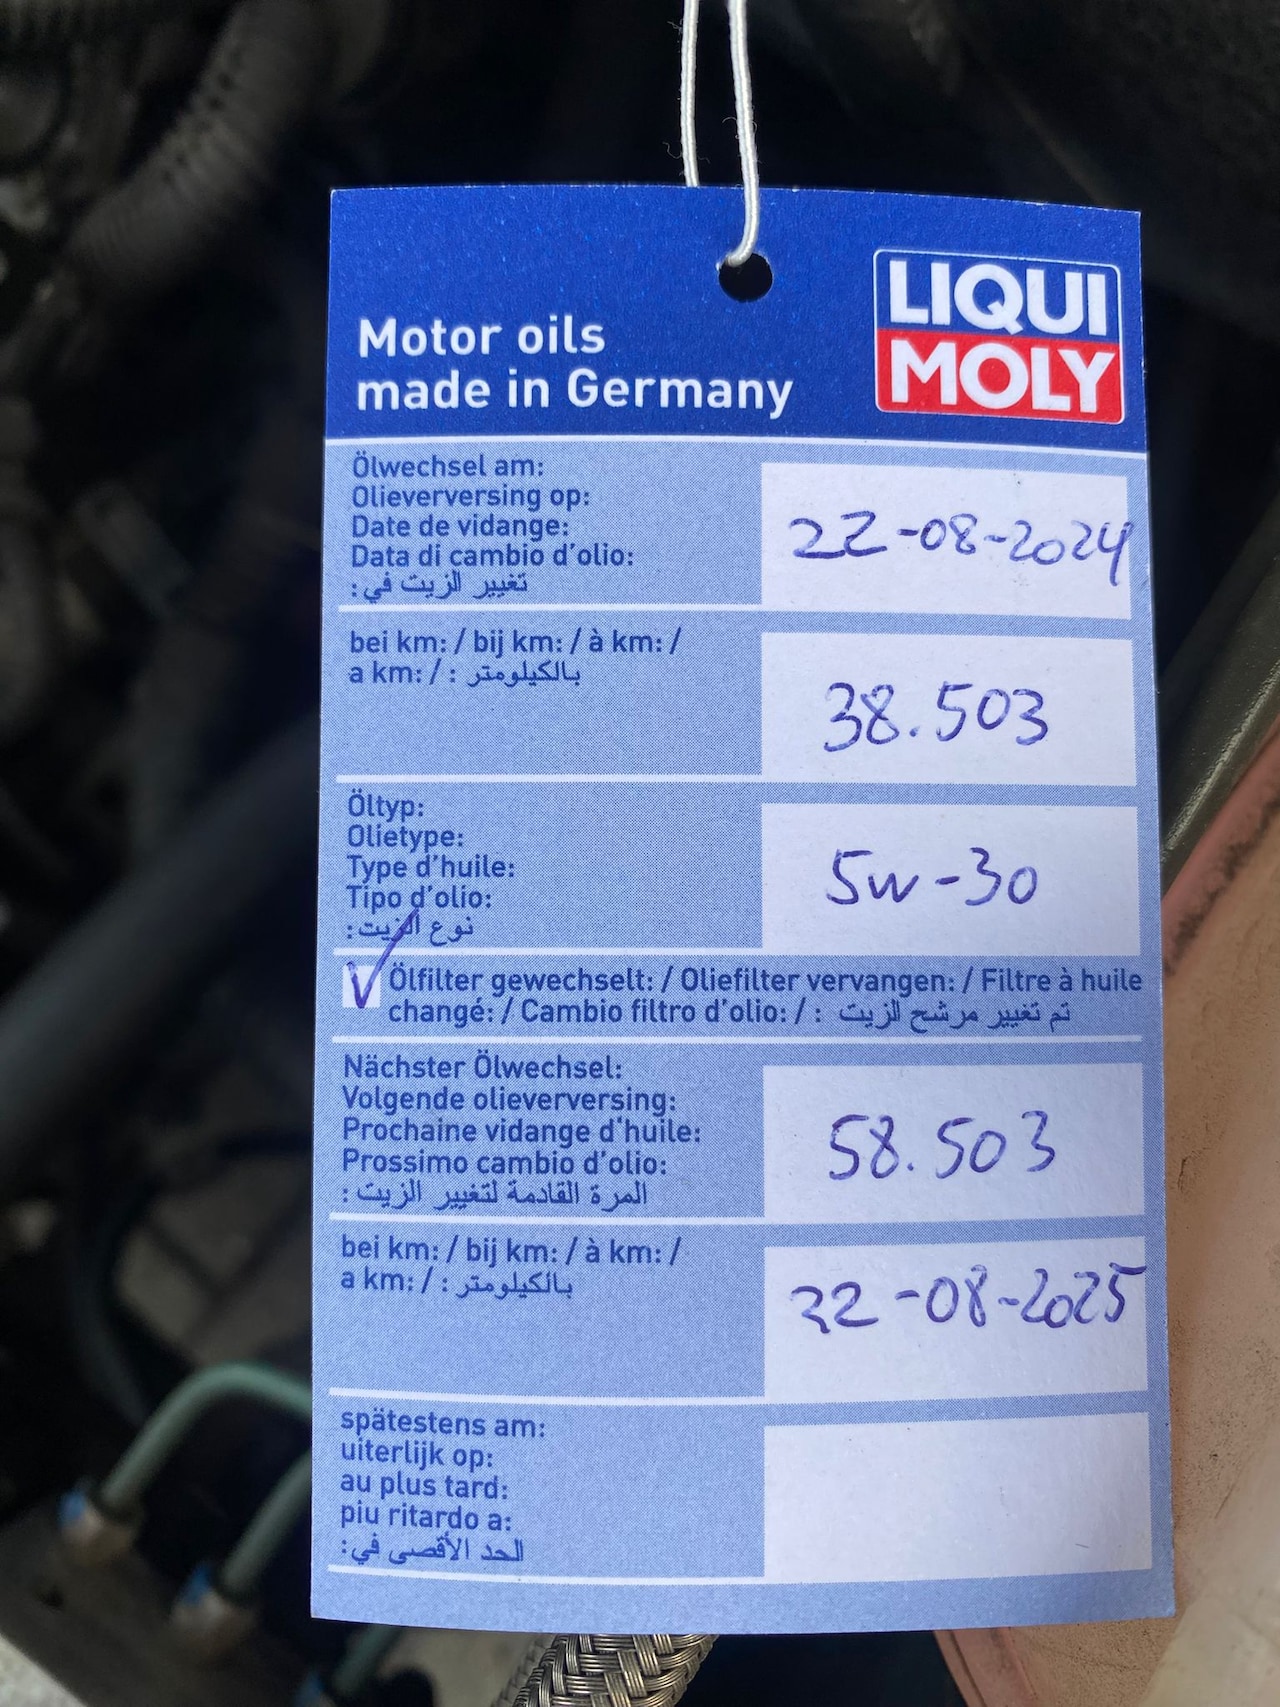 LIQUI
MOLY
Motor oils
made in Germany
Ölwechsel am:
Olieverversing op:
Date de vidange:
Data di cambio d'olio:
تغيير الزيت في:
22-08-2024
bei km: / bij km: / à km: /
a km: / : بالكيلومتر
38.503
Öltyp:
Olietype:
Type d'huile:
Tipo d'olio:
نوع الزيت:
5w-30
Ölfilter gewechselt: / Oliefilter vervangen: / Filtre à huile
changé: / Cambio filtro d'olio: / : تم تغيير مرشح الزيت
Nächster Ölwechsel:
Volgende olieverversing:
Prochaine vidange d'huile:
Prossimo cambio d'olio:
المرة القادمة لتغيير الزيت:
58.503
bei km: / bij km: / à km: /
a km: / : بالكيلومتر
22-08-2025
spätestens am:
uiterlijk op:
au plus tard:
piu ritardo a:
الحد الأقصى في: